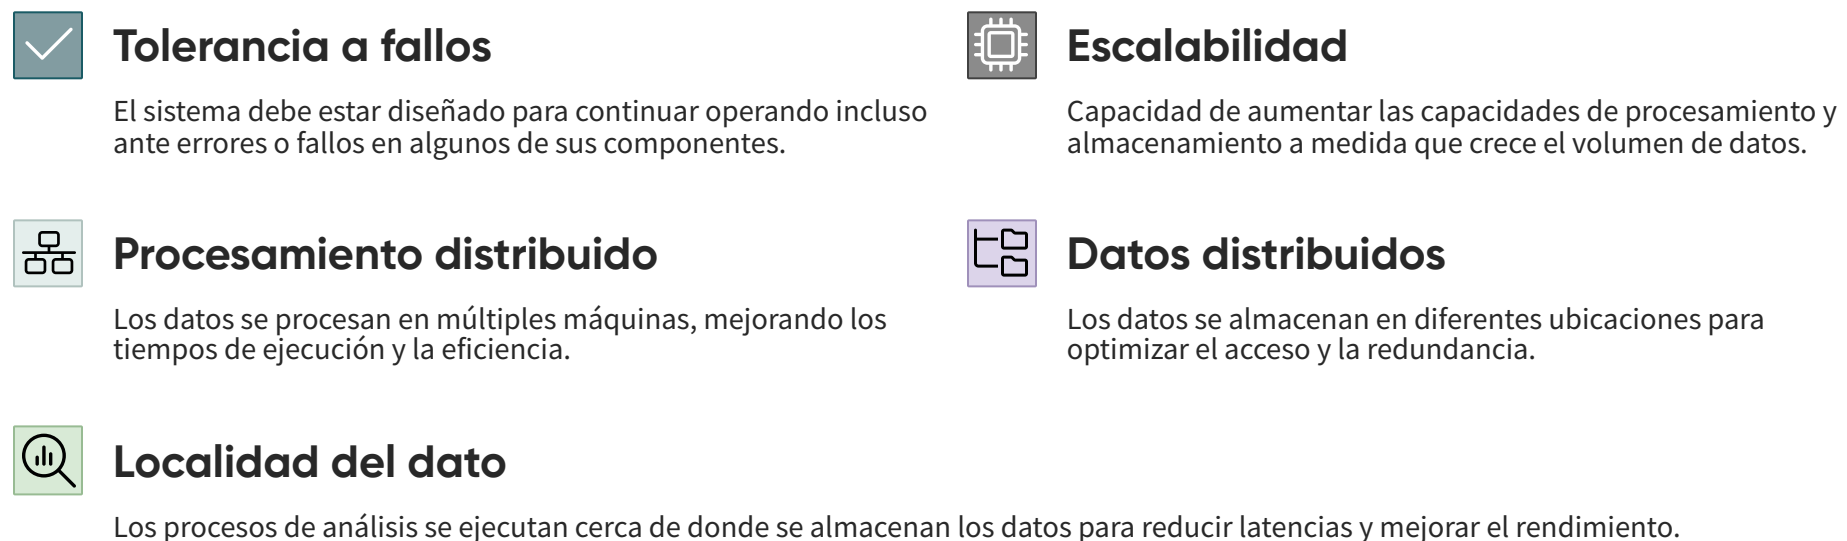 Tolerancia a fallos
El sistema debe estar diseñado para continuar operando incluso
ante errores o fallos en algunos de sus componentes.
Escalabilidad
Capacidad de aumentar las capacidades de procesamiento y
almacenamiento a medida que crece el volumen de datos.
Procesamiento distribuido
Los datos se procesan en múltiples máquinas, mejorando los
tiempos de ejecución y la eficiencia.
Datos distribuidos
Los datos se almacenan en diferentes ubicaciones para
optimizar el acceso y la redundancia.
Localidad del dato
Los procesos de análisis se ejecutan cerca de donde se almacenan los datos para reducir latencias y mejorar el rendimiento.